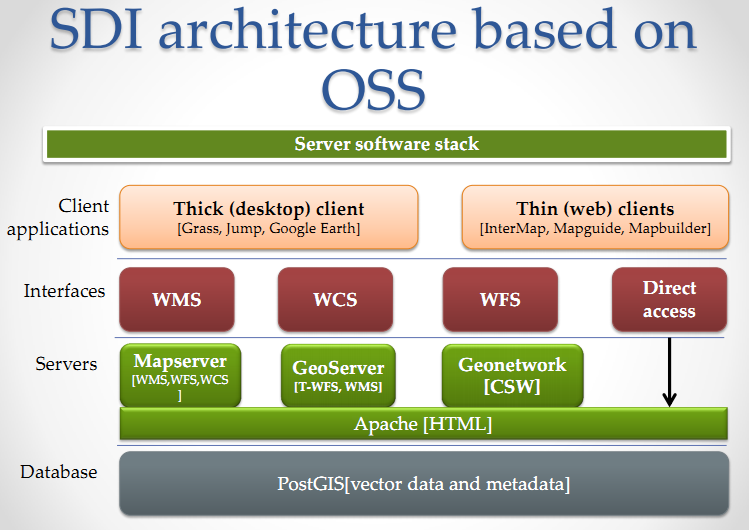 SDI architecture based on
OSS
Server software stack
Client
applications
Thick (desktop) client
[Grass, Jump, Google Earth]
Thin (web) clients
[InterMap, Mapguide, Mapbuilder]
Interfaces
WMS
WCS
WFS
Direct
access
Servers
Mapserver
[WMS,WFS,WCS
]
GeoServer
[T-WFS, WMS]
Geonetwork
[CSW]
Apache [HTML]
Database
PostGIS[vector data and metadata]